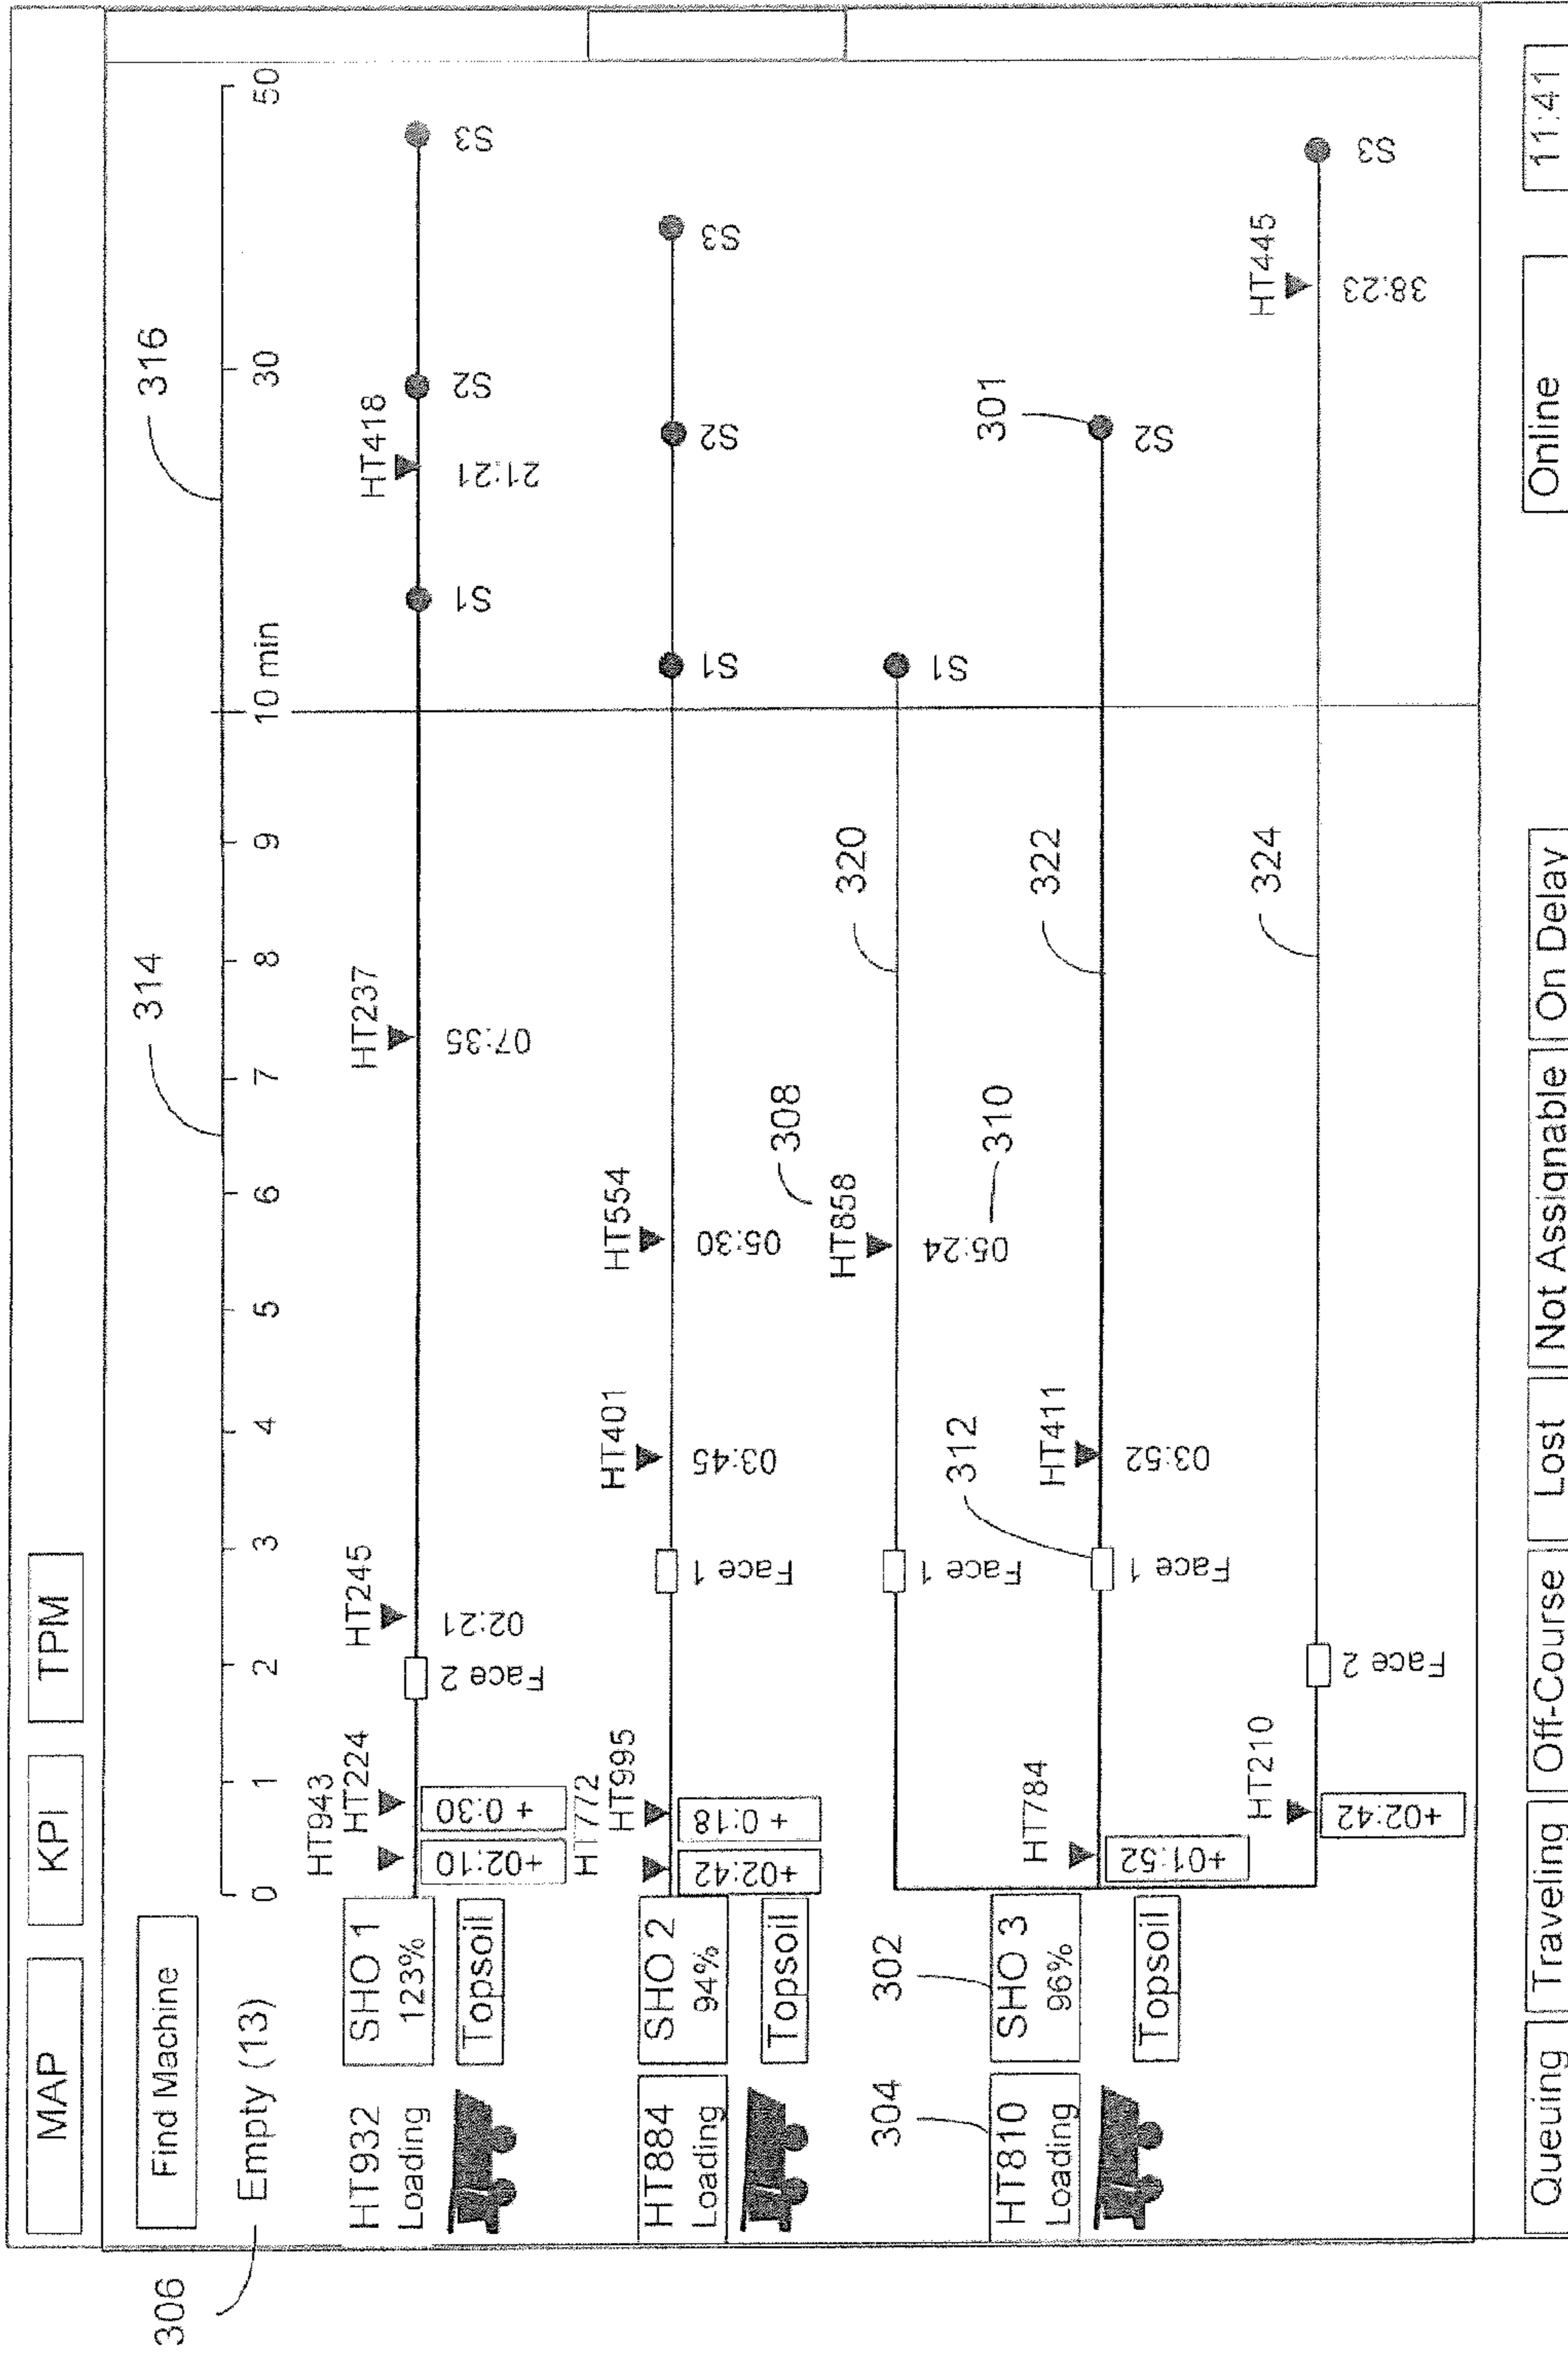 MAP KPI TPM
314 316
Find Machine
0 1 2 3 4 5 6 7 8 9 10 min 30 50
306
Empty (13)
HT943
HT224 HT245 HT237 HT418
HT932 SHO 1
Loading 123%
Topsoil
+02:10 + 0:30 Face 2 02:21 07:35 S1 21:21 S2 S3
HT772
HT995 HT401 HT554
HT884 SHO 2
Loading 94%
Topsoil
+02:42 + 0:18 Face 1 03:45 05:30 S1 S2 S3
308
HT858 320
304 302
Face 1 05:24 S1
312 310 301
HT810 SHO 3
Loading 96%
Topsoil
HT784 HT411 322
+01:52 Face 1 03:52 S2
HT210 324 HT445
+02:42 Face 2 38:23 S3
Queuing Traveling Off-Course Lost Not Assignable On Delay Online 11:41